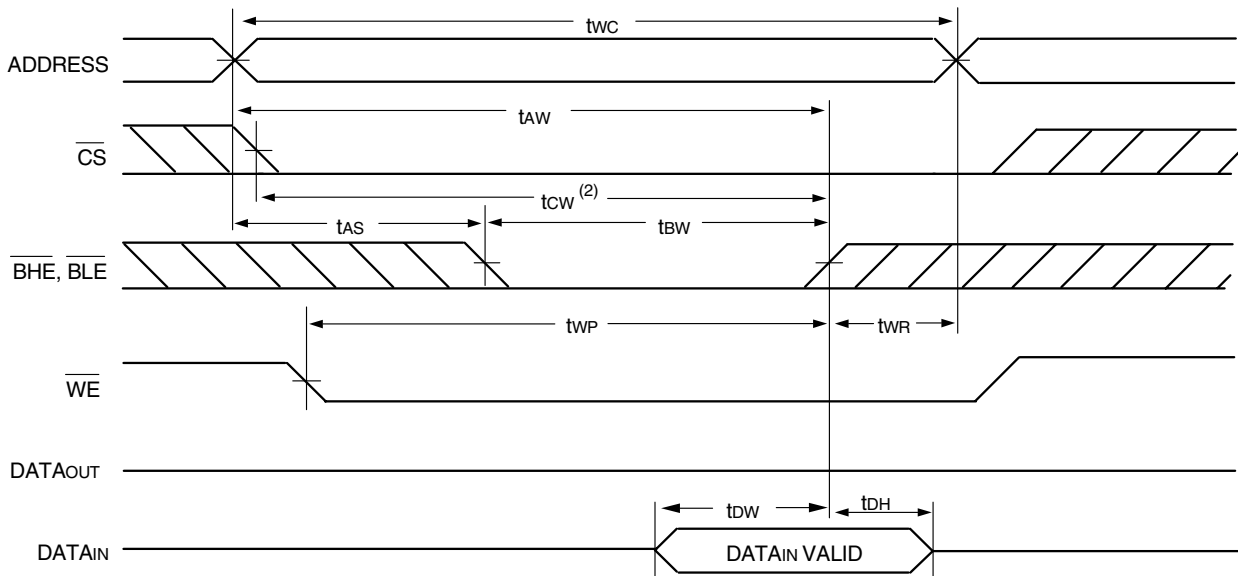 tWC
ADDRESS
tAW
CS
tCW (2)
tAS
tBW
BHE, BLE
tWP
tWR
WE
DATAOUT
tDW
tDH
DATAIN
DATAIN VALID